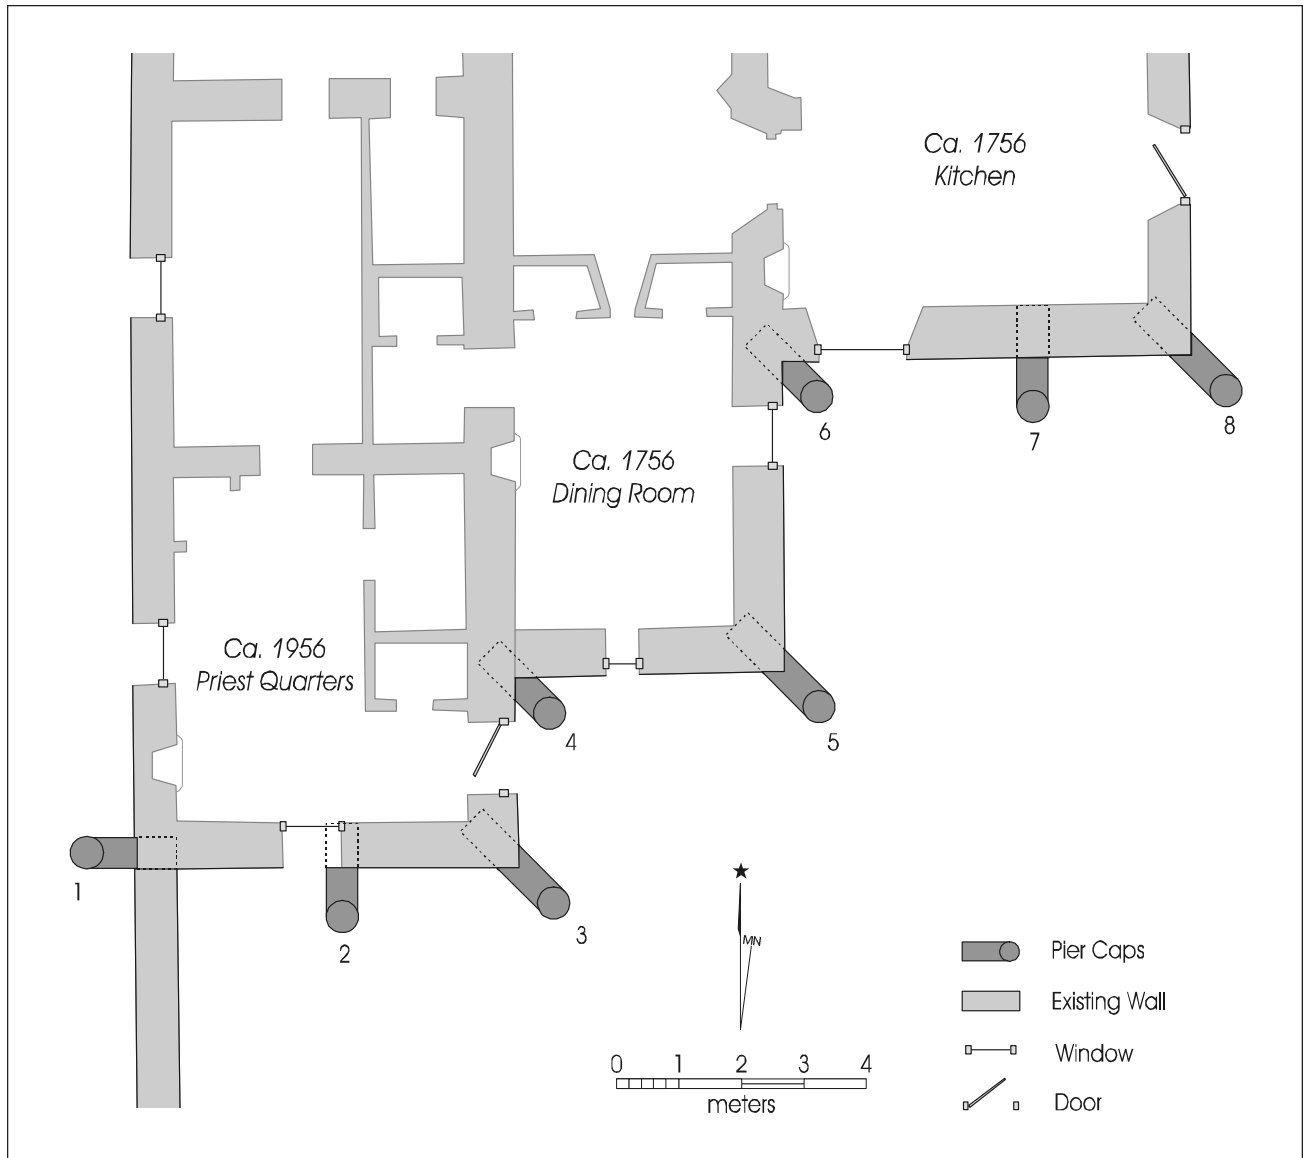 Ca. 1756
Kitchen
6
7
8
Ca. 1756
Dining Room
Ca. 1956
Priest Quarters
4
5
1
2
3
MN
Pier Caps
Existing Wall
Window
Door
0 1 2 3 4
meters